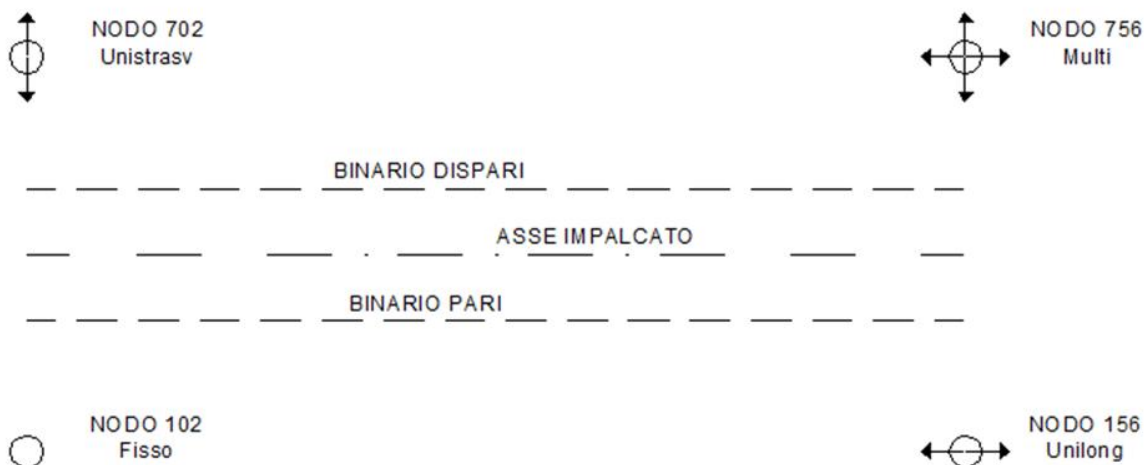 NODO 702
Unistrasv
NODO 756
Multi
BINARIO DISPARI
ASSE IMPALCATO
BINARIO PARI
NODO 102
Fisso
NODO 156
Unilong